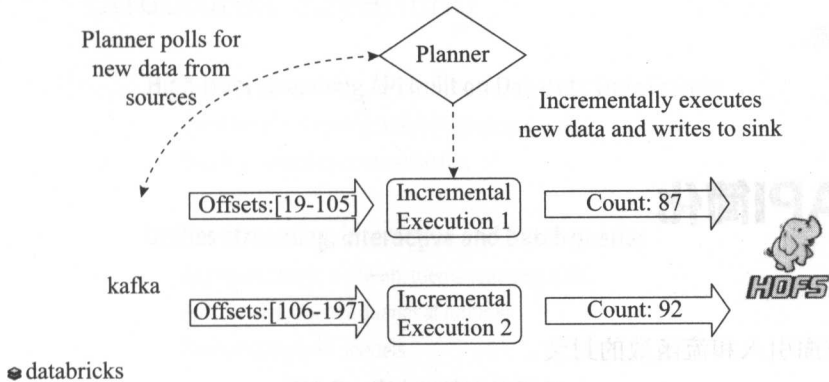 Planner polls for
new data from
sources
Planner
Incrementally executes
new data and writes to sink
Offsets:[19-105]
Incremental
Execution 1
Count: 87
kafka
HDFS
Offsets:[106-197]
Incremental
Execution 2
Count: 92
databricks